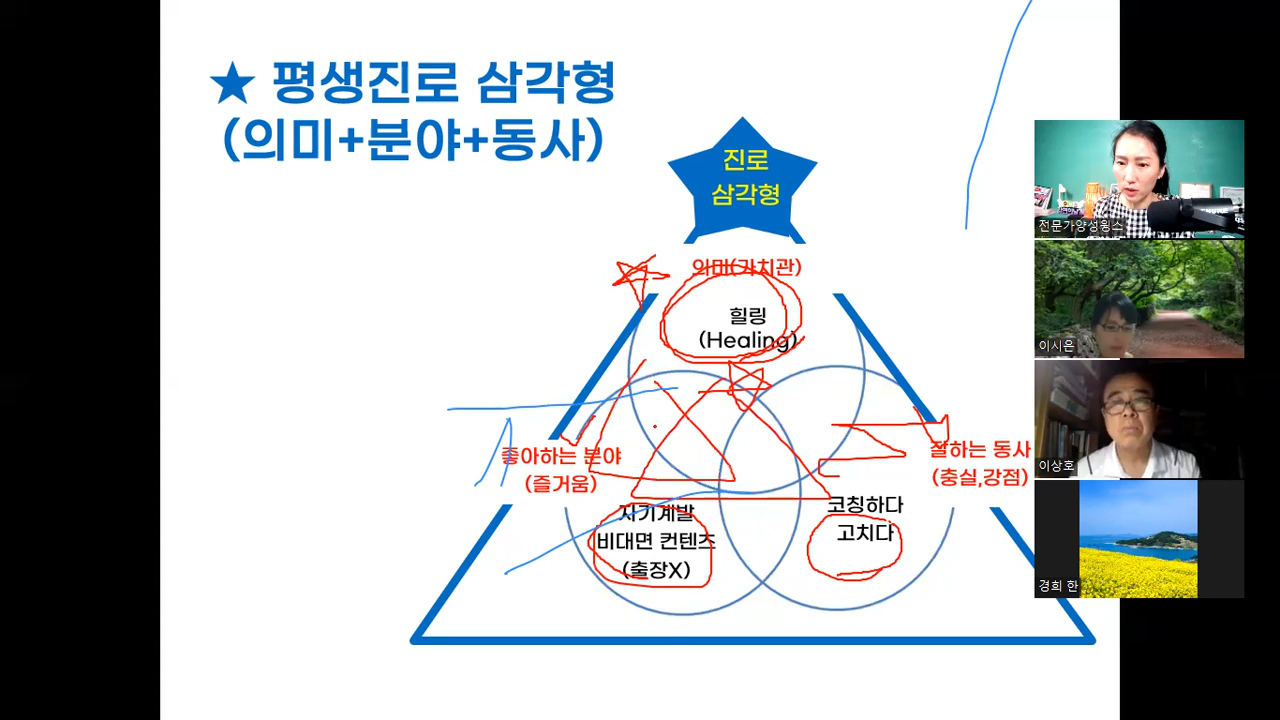 ★ 평생진로 삼각형
(의미+분야+동사)
진로
삼각형
의미(가치관)
힐링
(Healing)
좋아하는 분야
(즐거움)
잘하는 동사
(충실,강점)
자기계발
비대면 컨텐츠
(출장X)
코칭하다
고치다
전문가양성윙스
이시은
이상호
경희 한